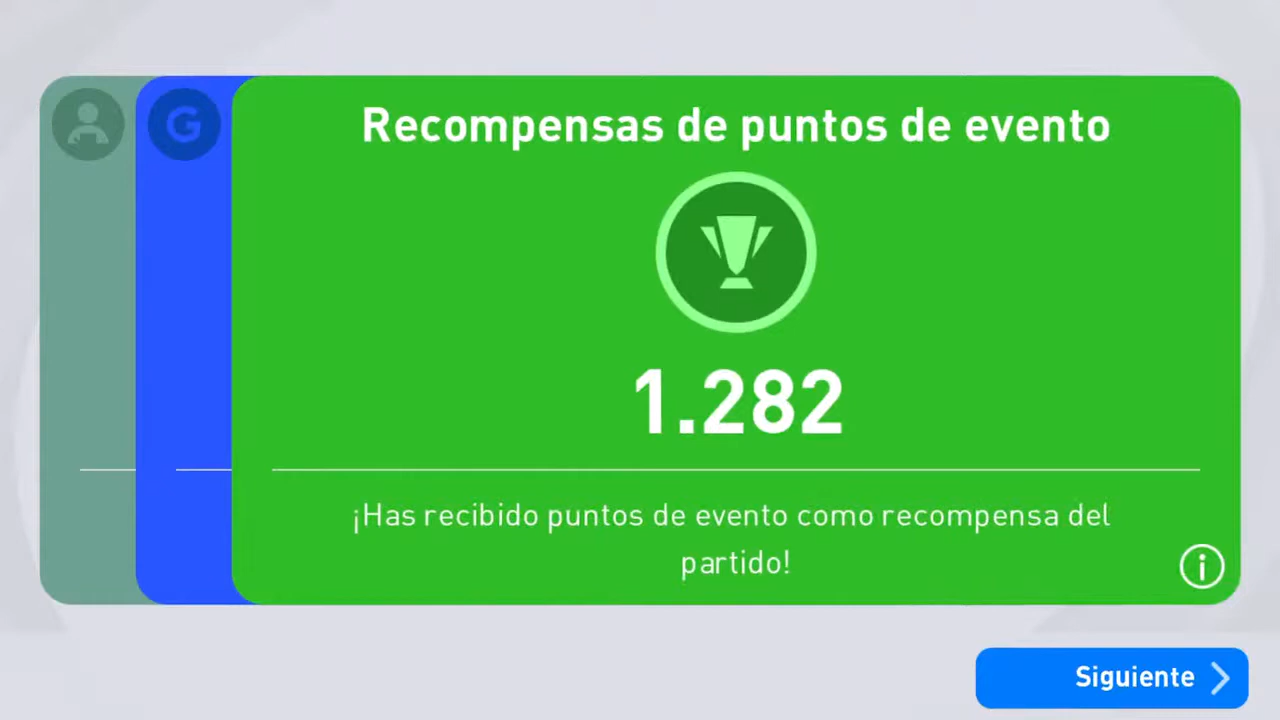 G
Recompensas de puntos de evento
1.282
¡Has recibido puntos de evento como recompensa del
partido!
Siguiente